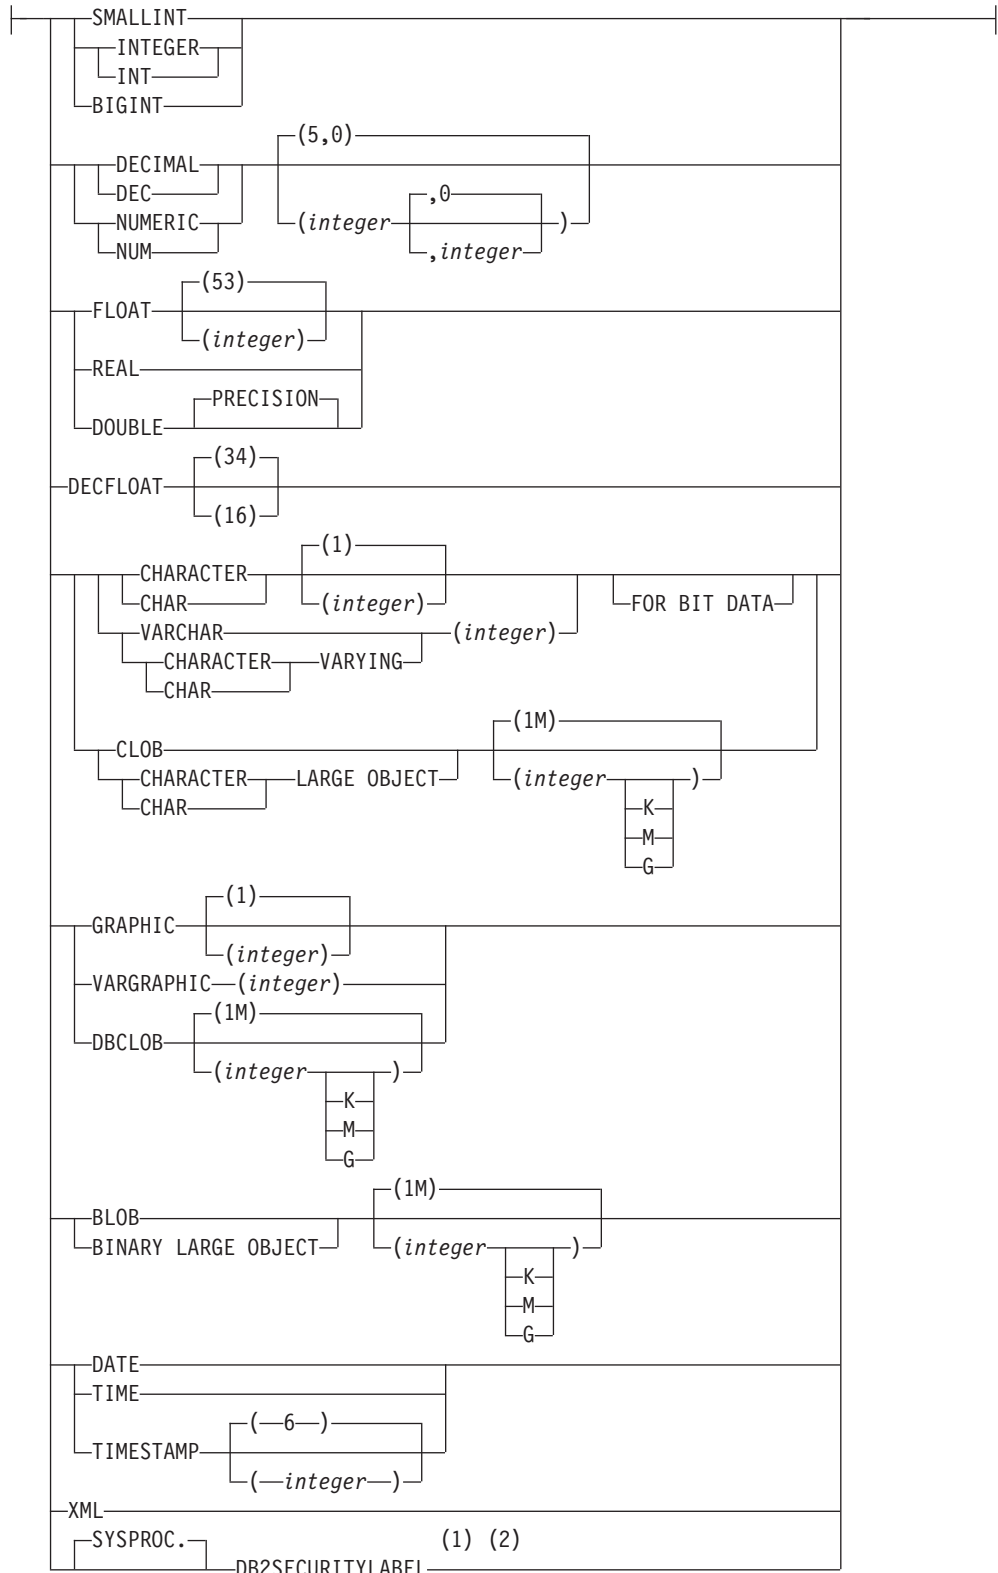 SMALLINT
INTEGER
INT
BIGINT
(5,0)
DECIMAL
DEC
,0
NUMERIC
(integer )
NUM
,integer
(53)
FLOAT
(integer)
REAL
PRECISION
DOUBLE
(34)
DECFLOAT
(16)
(1)
CHARACTER
CHAR
(integer)
FOR BIT DATA
VARCHAR
(integer)
CHARACTER
VARYING
CHAR
(1M)
CLOB
CHARACTER
LARGE OBJECT
(integer )
CHAR
K
M
G
(1)
GRAPHIC
(integer)
VARGRAPHIC (integer)
(1M)
DBCLOB
(integer )
K
M
G
(1M)
BLOB
BINARY LARGE OBJECT
(integer )
K
M
G
DATE
TIME
( 6 )
TIMESTAMP
( integer )
XML
SYSPROC.
(1) (2)
DB2SECURITYLABEL